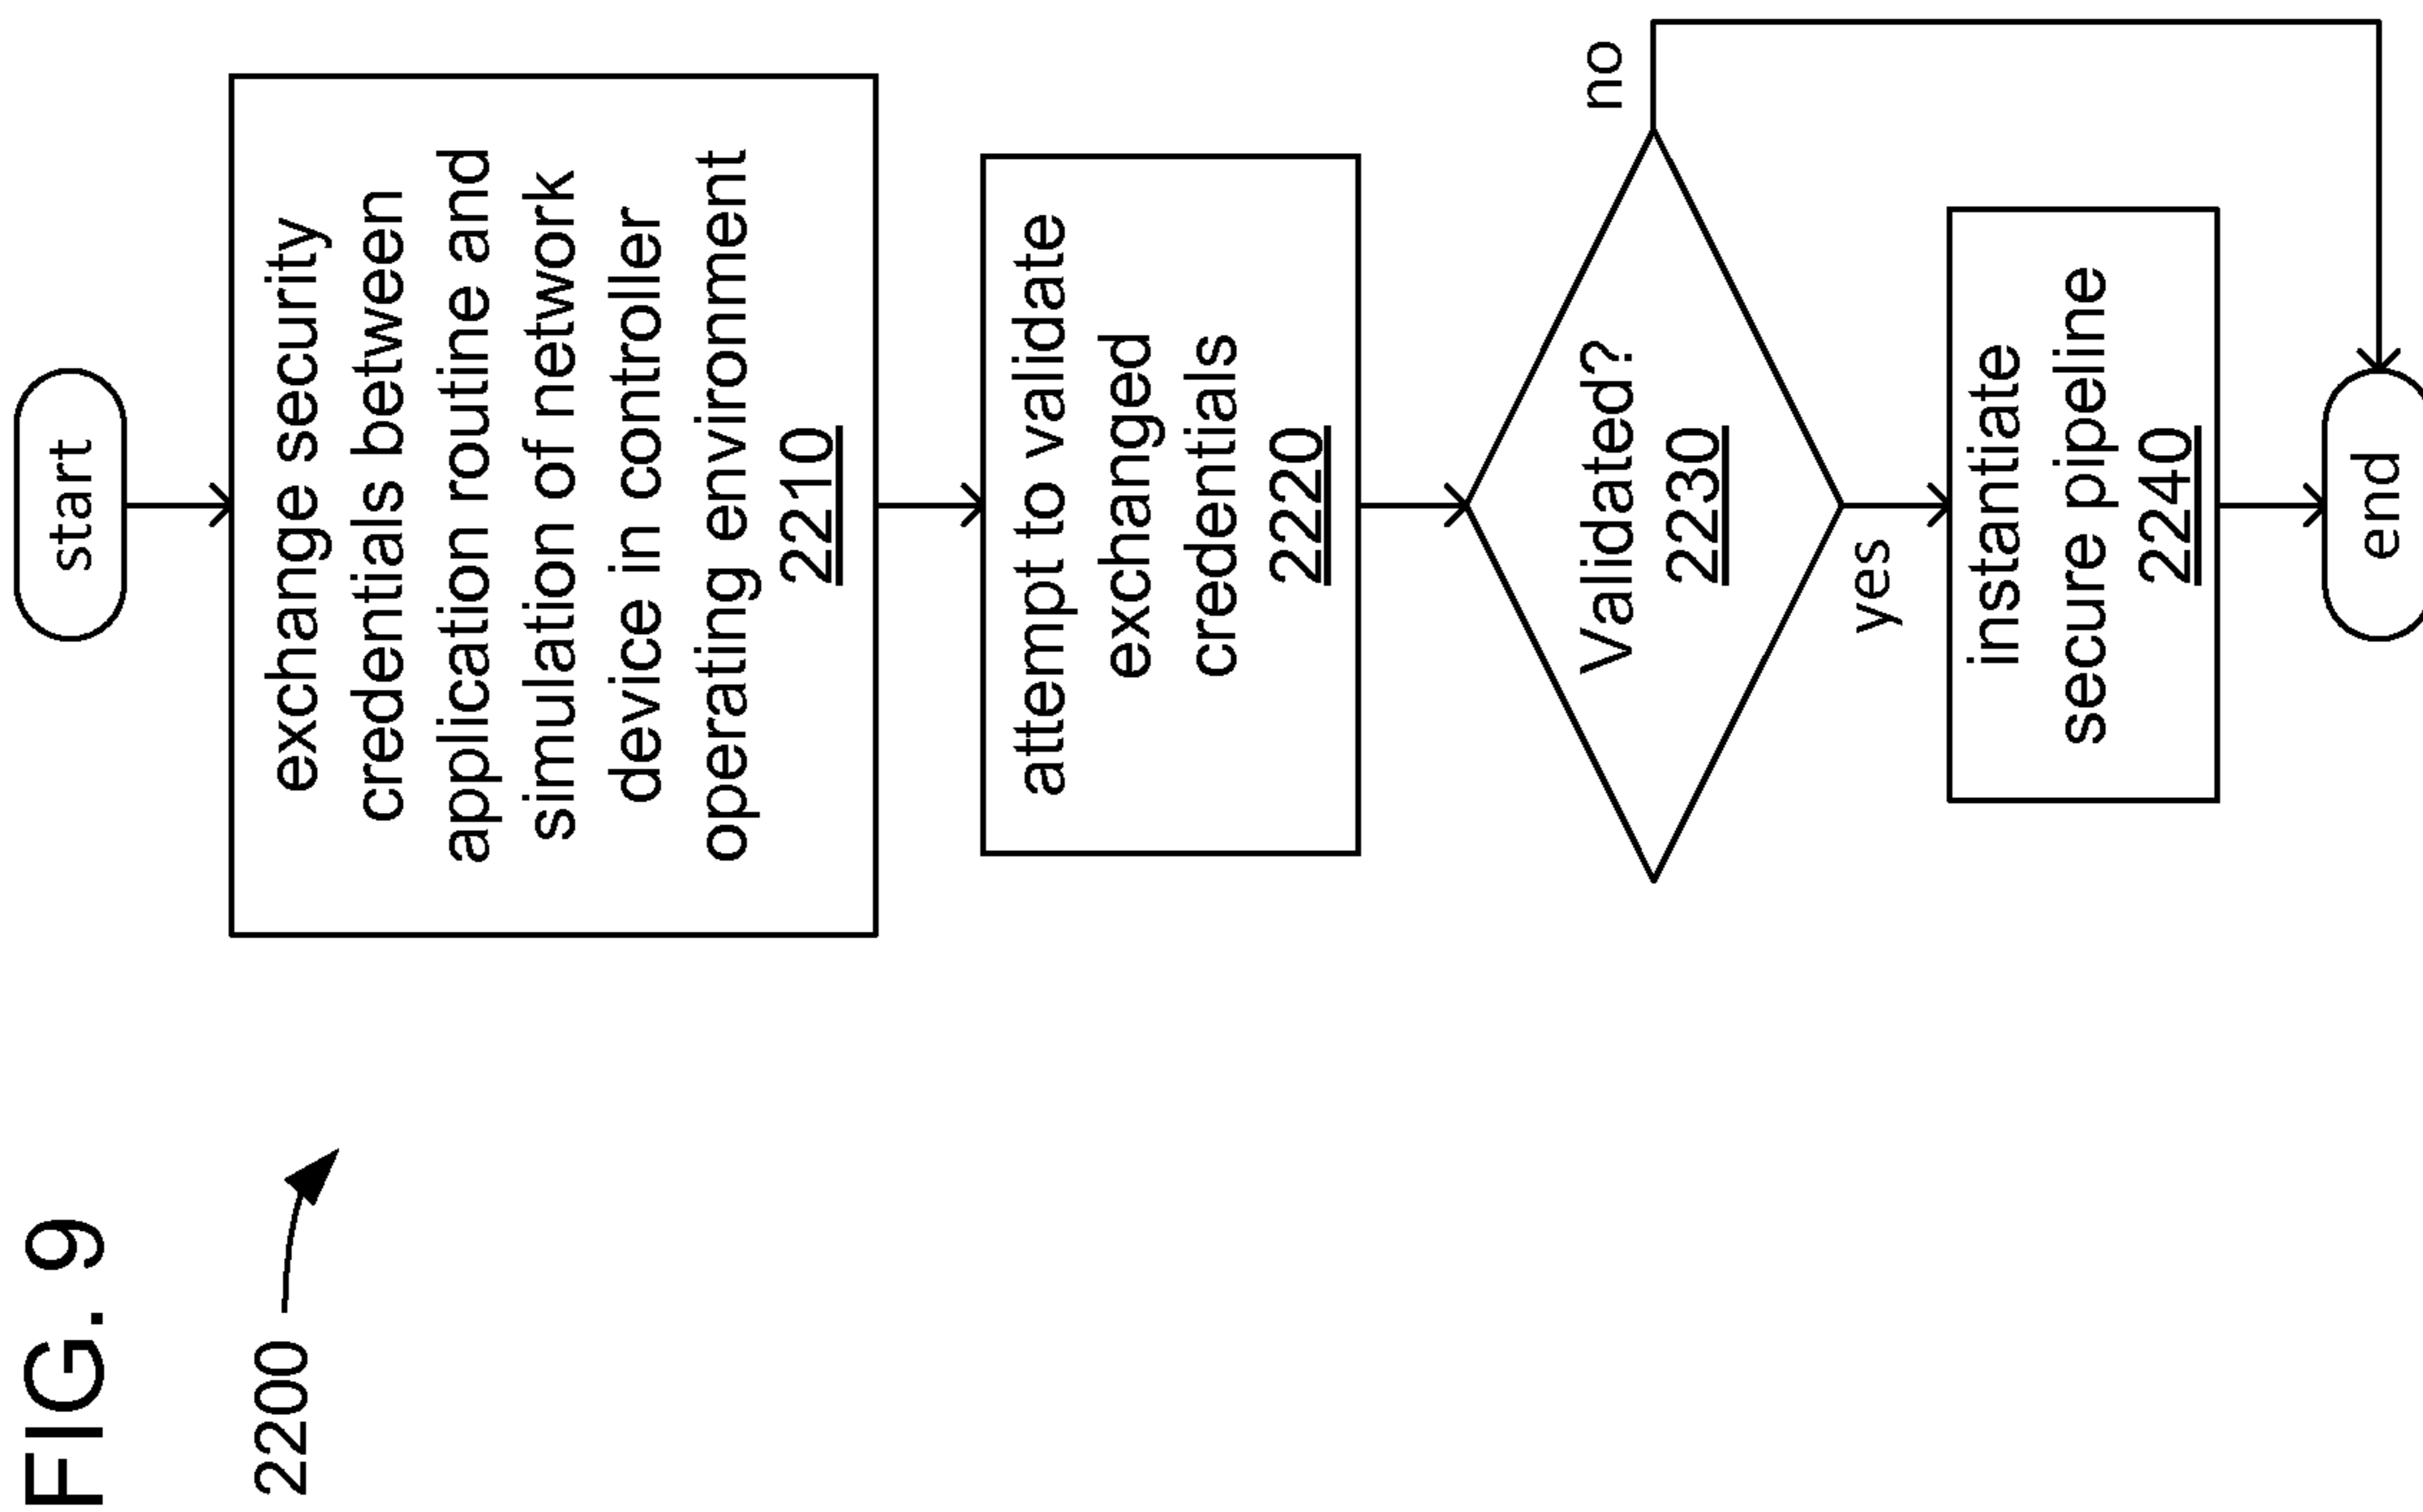 FIG. 9
2200
start
exchange security
credentials between
application routine and
simulation of network
device in controller
operating environment
2210
attempt to validate
exchanged
credentials
2220
Validated?
2230
no
yes
instantiate
secure pipeline
2240
end